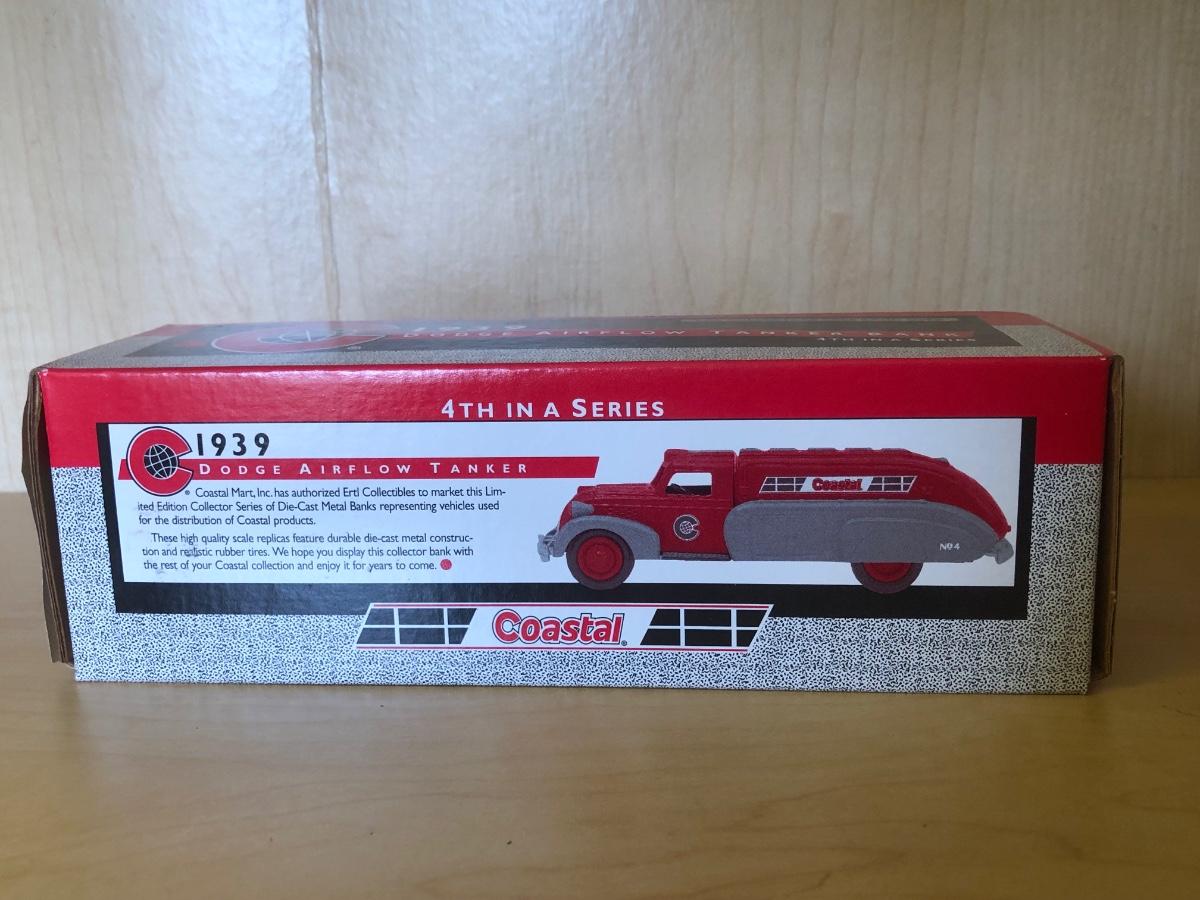 1939
DODGE AIRFLOW TANKER BANK
4TH IN A SERIES
4TH IN A SERIES
C
1939
DODGE AIRFLOW TANKER
® Coastal Mart, Inc. has authorized Ertl Collectibles to market this Lim-
ited Edition Collector Series of Die-Cast Metal Banks representing vehicles used
for the distribution of Coastal products.
These high quality scale replicas feature durable die-cast metal construc-
tion and realistic rubber tires. We hope you display this collector bank with
the rest of your Coastal collection and enjoy it for years to come.
Coastal
C
Nº 4
Coastal®